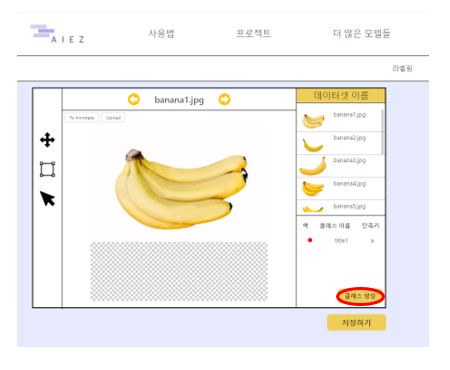 AIEZ
사용법 프로젝트 더 많은 모델들
라벨링
banana1.jpg
데이터셋 이름
To Annotate Upload
banana1.jpg
banana2.jpg
banana3.jpg
banana4.jpg
banana5.jpg
색 클래스 이름 단축키
title1 a
클래스 생성
저장하기